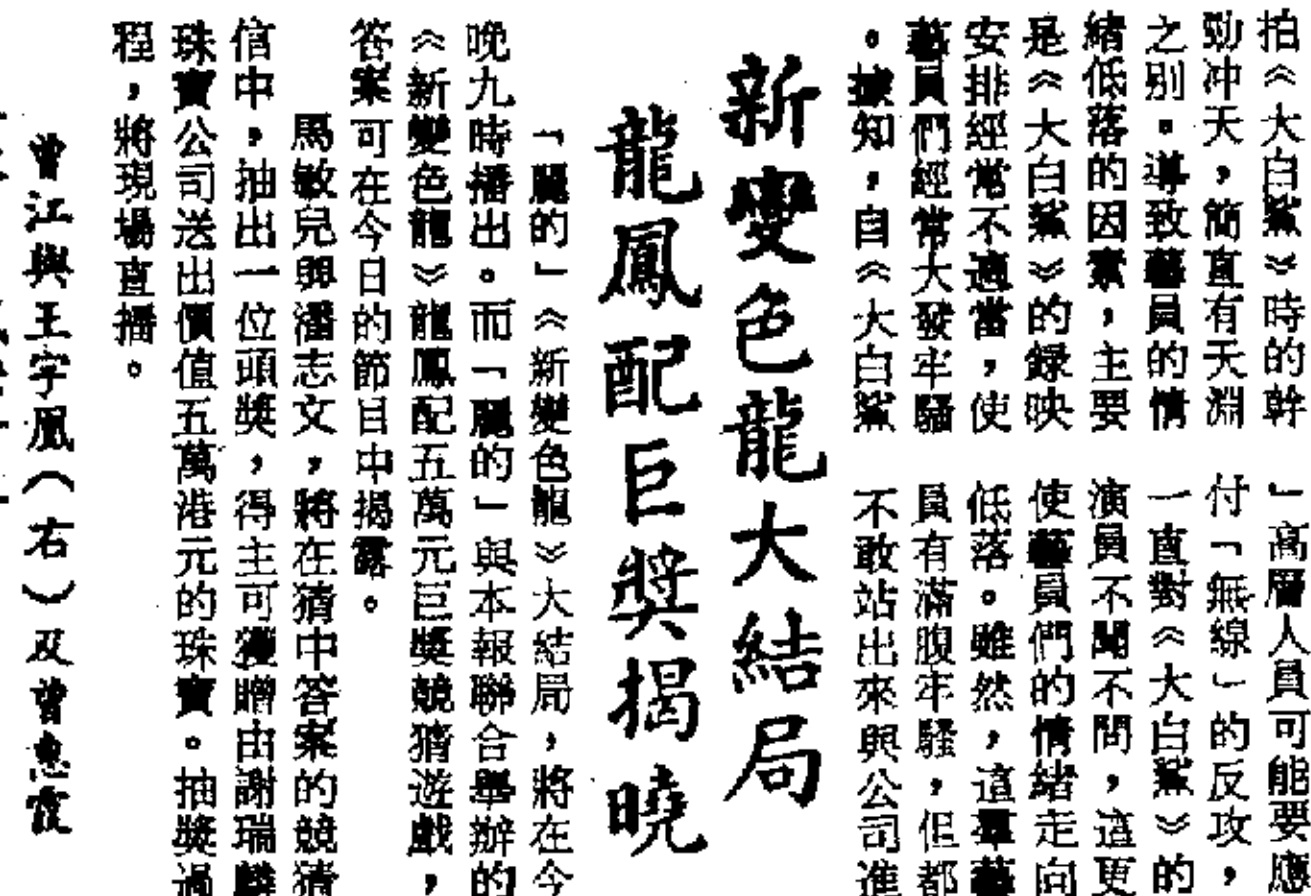 拍《大白鯊》時的幹
勁冲天,簡直有天淵
之別。導致藝員的情
緒低落的因素,主要
是《大白鯊》的錄映
安排經常不適當,使
藝員們經常大發牢騷
。據知,自《大白鯊
」高層人員可能要應
付「無線」的反攻,
一直對《大白鯊》的
演員不聞不問,這更
使藝員們的情緒走向
低落。雖然,這羣藝
員有滿腹牢騷,但都
不敢站出來與公司進
新變色龍大結局
龍鳳配巨獎揭曉
「麗的」《新變色龍》大結局,將在今
晚九時播出。而「麗的」與本報聯合舉辦的
《新變色龍》龍鳳配五萬元巨獎競猜遊戲,
答案可在今日的節目中揭露。
馬敏兒與潘志文,將在猜中答案的競猜
信中,抽出一位頭獎,得主可獲贈由謝瑞麟
珠寶公司送出價值五萬港元的珠寶。抽獎過
程,將現場直播。
曾江與王字凰(右)及曾惠霞